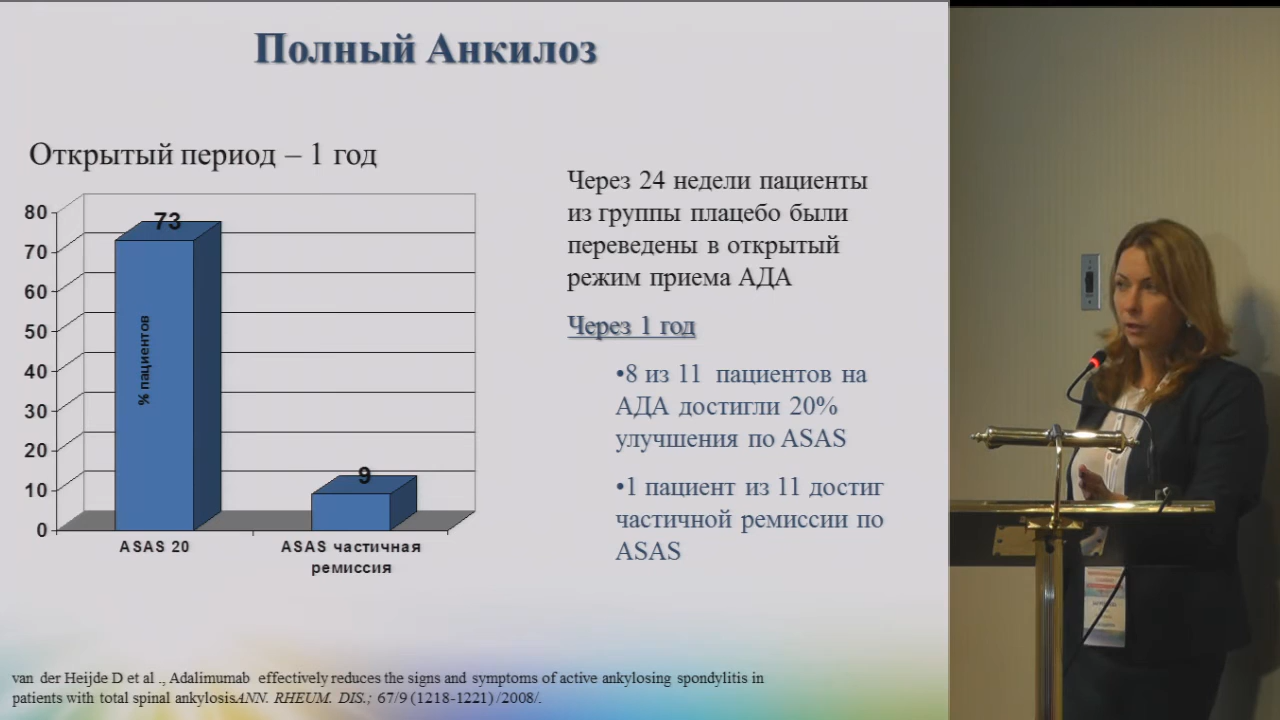 Полный Анкилоз
Открытый период – 1 год
80
70
60
50
40
30
20
10
0
73
% пациентов
9
ASAS 20
ASAS частичная
ремиссия
Через 24 недели пациенты
из группы плацебо были
переведены в открытый
режим приема АДА
Через 1 год
•8 из 11 пациентов на
АДА достигли 20%
улучшения по ASAS
•1 пациент из 11 достиг
частичной ремиссии по
ASAS
van der Heijde D et al ., Adalimumab effectively reduces the signs and symptoms of active ankylosing spondylitis in
patients with total spinal ankylosisANN. RHEUM. DIS.; 67/9 (1218-1221) /2008/.